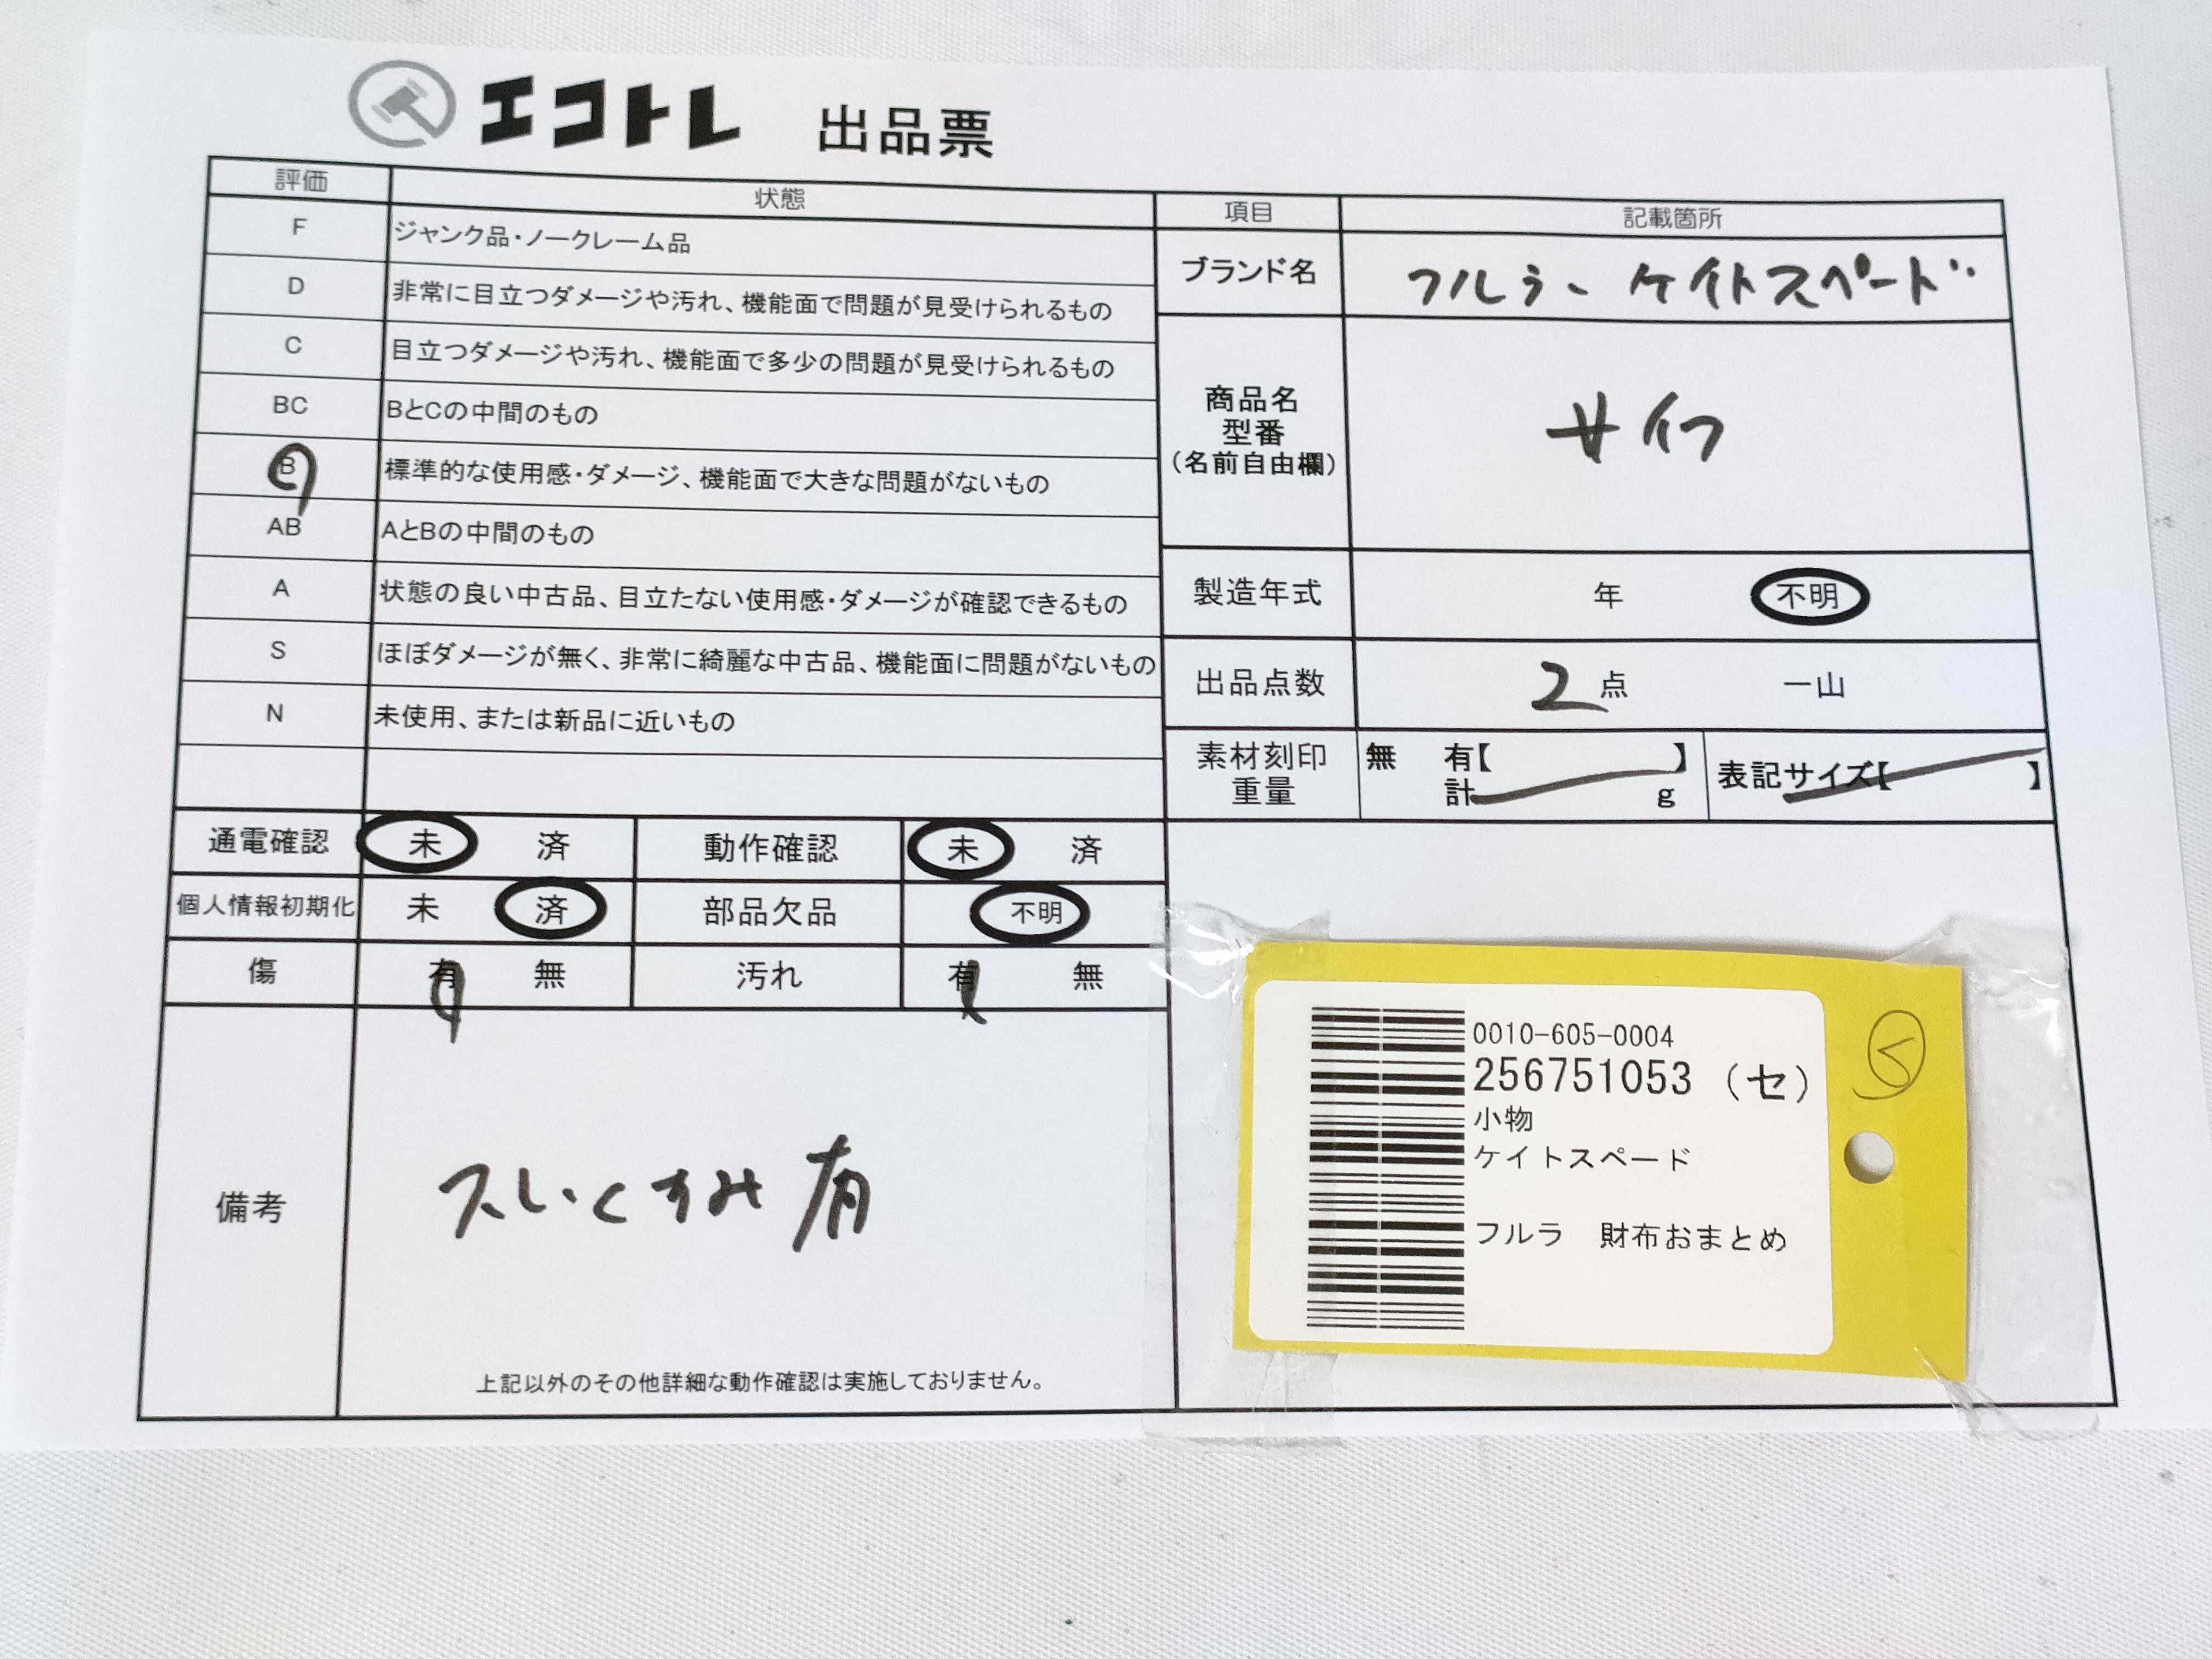 エコトレ 出品票
評価 状態
F ジャンク品・ノークレーム品
D 非常に目立つダメージや汚れ、機能面で問題が見受けられるもの
C 目立つダメージや汚れ、機能面で多少の問題が見受けられるもの
BC BとCの中間のもの
B 標準的な使用感・ダメージ、機能面で大きな問題がないもの
AB AとBの中間のもの
A 状態の良い中古品、目立たない使用感・ダメージが確認できるもの
S ほぼダメージが無く、非常に綺麗な中古品、機能面に問題がないもの
N 未使用、または新品に近いもの
通電確認 未 済 動作確認 未 済
個人情報初期化 未 済 部品欠品 不明
傷 有 無 汚れ 有 無
備考 スレ、くすみ有
上記以外のその他詳細な動作確認は実施しておりません。
項目 記載箇所
ブランド名 フルラ、ケイトスペード
商品名
型番
(名前自由欄)
サイフ
製造年式 年 不明
出品点数 2点 一山
素材刻印 無 有【 】
重量 計 g
表記サイズ【 】
0010-605-0004
256751053 (セ)
小物
ケイトスペード
フルラ 財布おまとめ